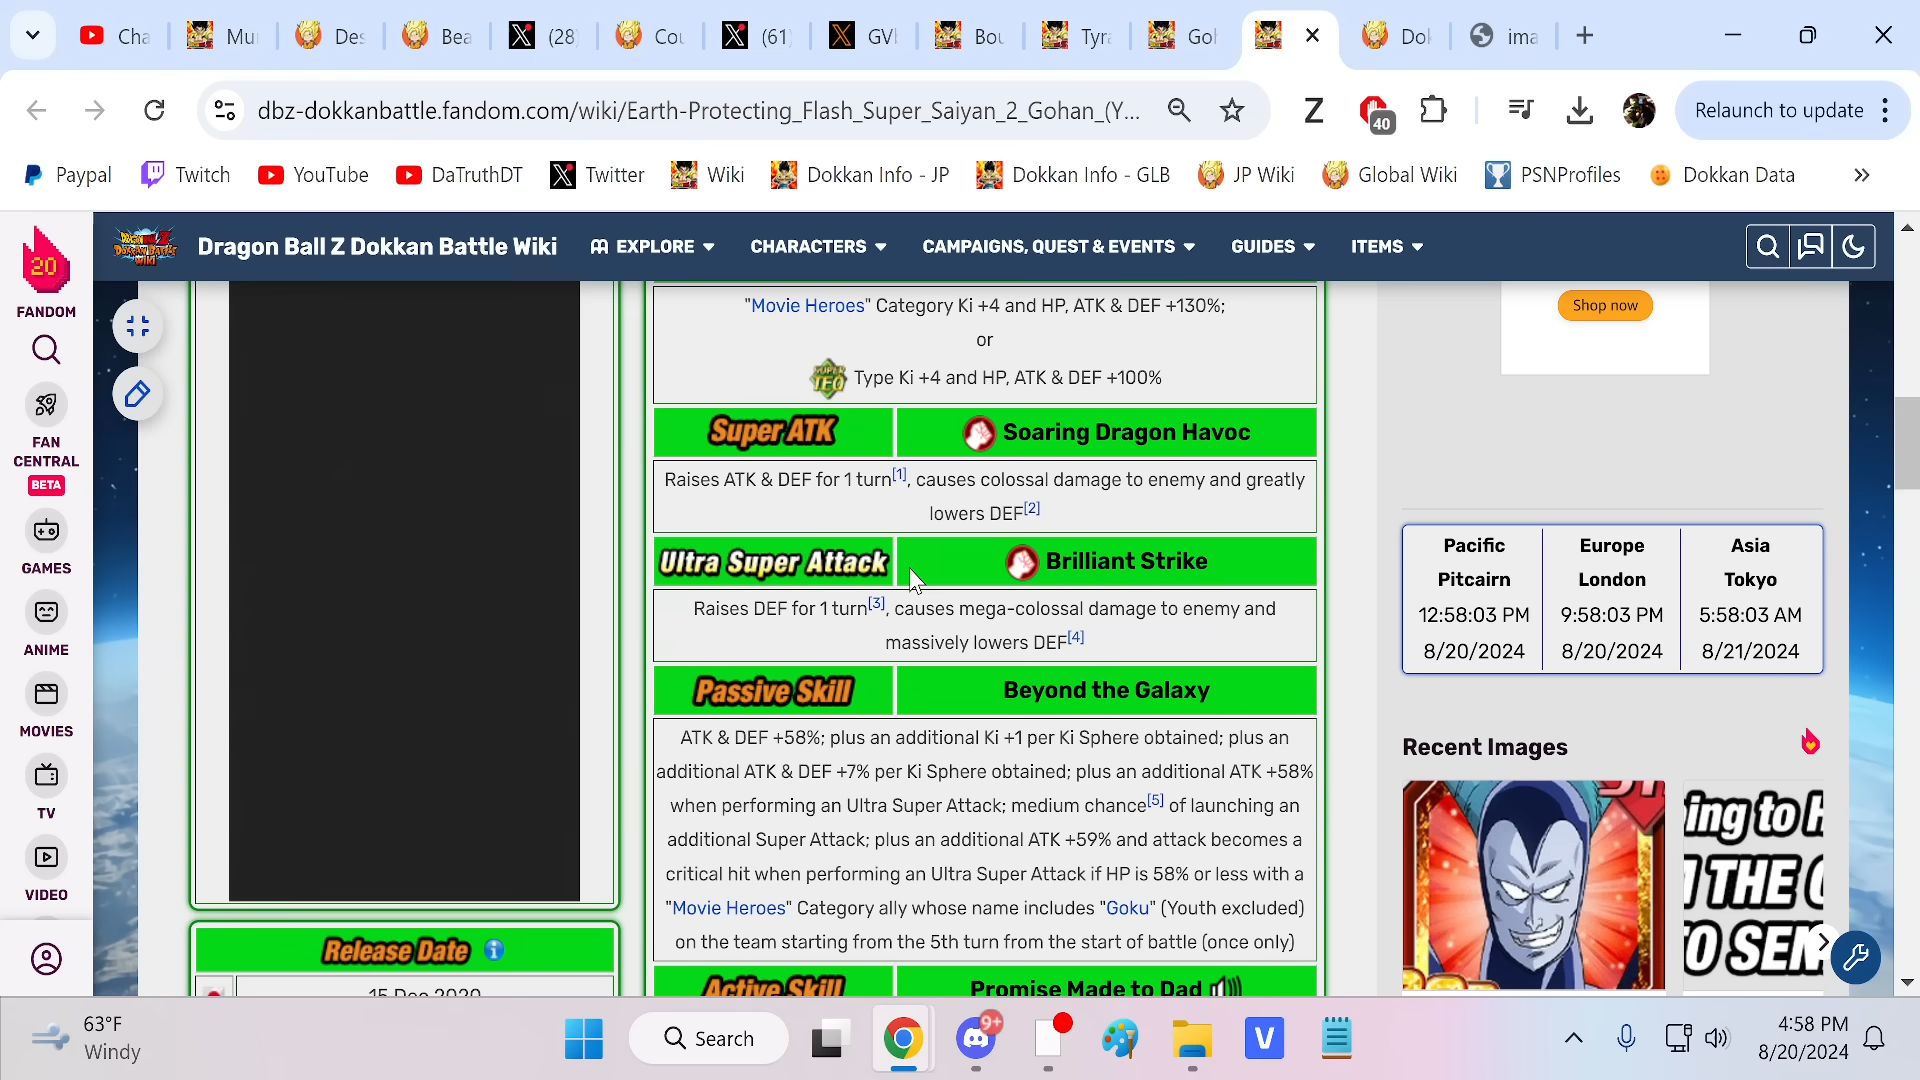 Cha
Mu
Des
Bea
(28)
Cou
(61)
GV
Bou
Tyra
Goh
Dok
ima
dbz-dokkanbattle.fandom.com/wiki/Earth-Protecting_Flash_Super_Saiyan_2_Gohan_(Y...
40
Relaunch to update
Paypal
Twitch
YouTube
DaTruthDT
Twitter
Wiki
Dokkan Info - JP
Dokkan Info - GLB
JP Wiki
Global Wiki
PSNProfiles
Dokkan Data
20
FANDOM
FAN
CENTRAL
BETA
GAMES
ANIME
MOVIES
TV
VIDEO
Dragon Ball Z Dokkan Battle Wiki
EXPLORE
CHARACTERS
CAMPAIGNS, QUEST & EVENTS
GUIDES
ITEMS
"Movie Heroes" Category Ki +4 and HP, ATK & DEF +130%;
or
SUPER TEQ Type Ki +4 and HP, ATK & DEF +100%
Super ATK
Soaring Dragon Havoc
Raises ATK & DEF for 1 turn[1], causes colossal damage to enemy and greatly
lowers DEF[2]
Ultra Super Attack
Brilliant Strike
Raises DEF for 1 turn[3], causes mega-colossal damage to enemy and
massively lowers DEF[4]
Passive Skill
Beyond the Galaxy
ATK & DEF +58%; plus an additional Ki +1 per Ki Sphere obtained; plus an
additional ATK & DEF +7% per Ki Sphere obtained; plus an additional ATK +58%
when performing an Ultra Super Attack; medium chance[5] of launching an
additional Super Attack; plus an additional ATK +59% and attack becomes a
critical hit when performing an Ultra Super Attack if HP is 58% or less with a
"Movie Heroes" Category ally whose name includes "Goku" (Youth excluded)
on the team starting from the 5th turn from the start of battle (once only)
Active Skill
Promise Made to Dad
Release Date
15 Dec 2020
Shop now
Pacific
Pitcairn
12:58:03 PM
8/20/2024
Europe
London
9:58:03 PM
8/20/2024
Asia
Tokyo
5:58:03 AM
8/21/2024
Recent Images
ing to
THE
O SEN
63°F
Windy
Search
9+
V
4:58 PM
8/20/2024